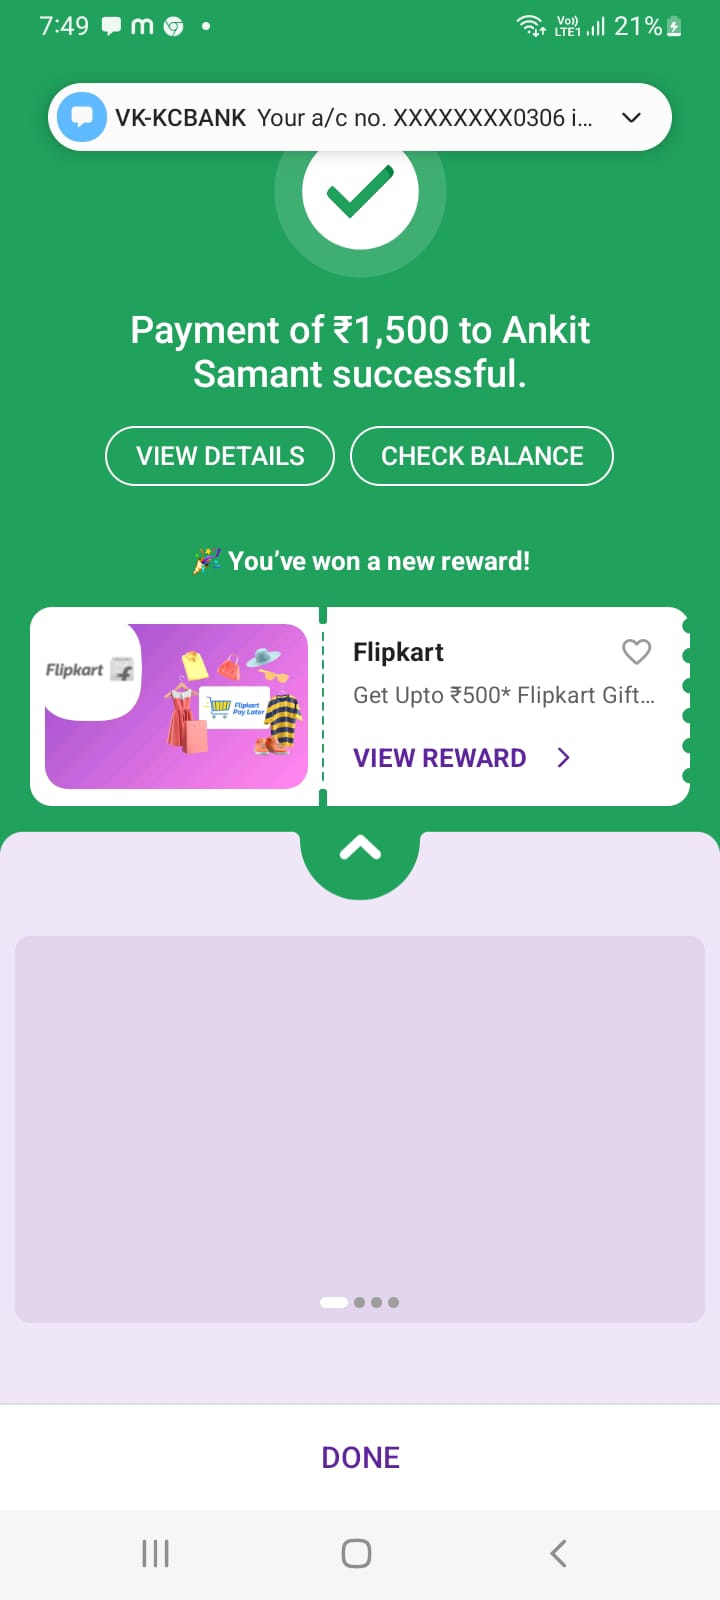 7:49 m Vo)) LTE1 21%
VK-KCBANK Your a/c no. XXXXXXXX0306 i...
Payment of ₹1,500 to Ankit
Samant successful.
VIEW DETAILS
CHECK BALANCE
You’ve won a new reward!
Flipkart
Flipkart
Pay Later
Flipkart
Get Upto ₹500* Flipkart Gift...
VIEW REWARD
DONE